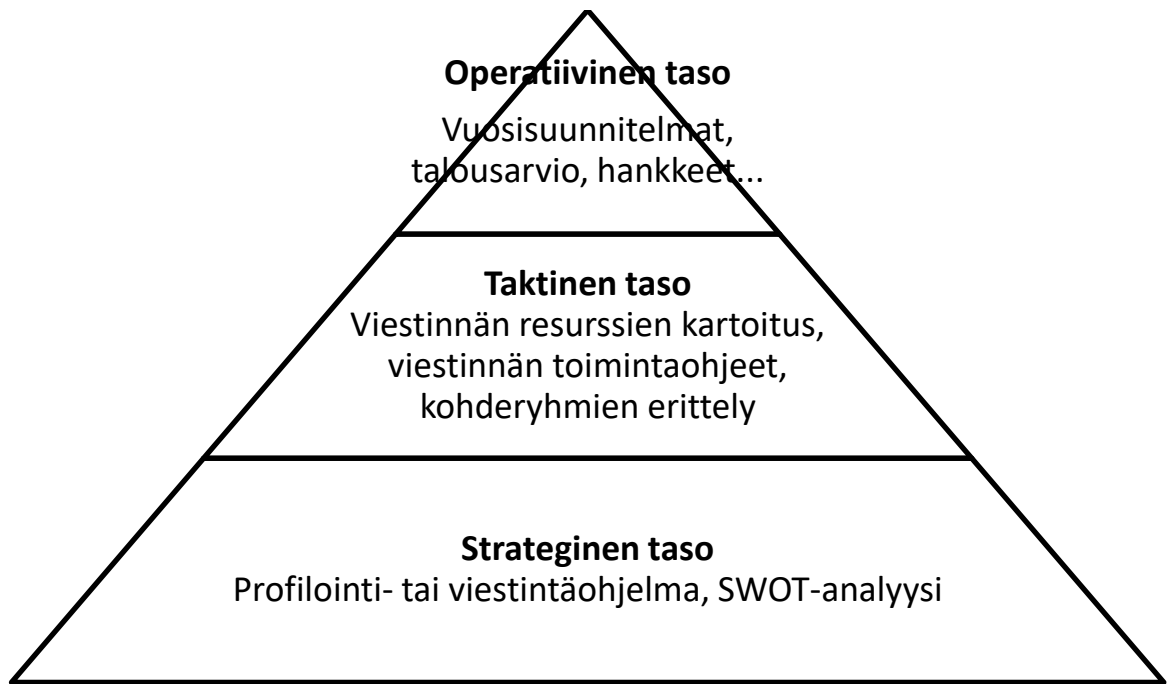 Operatiivinen taso
Vuosisuunnitelmat,
talousarvio, hankkeet...
Taktinen taso
Viestinnän resurssien kartoitus,
viestinnän toimintaohjeet,
kohderyhmien erittely
Strateginen taso
Profilointi- tai viestintäohjelma, SWOT-analyysi